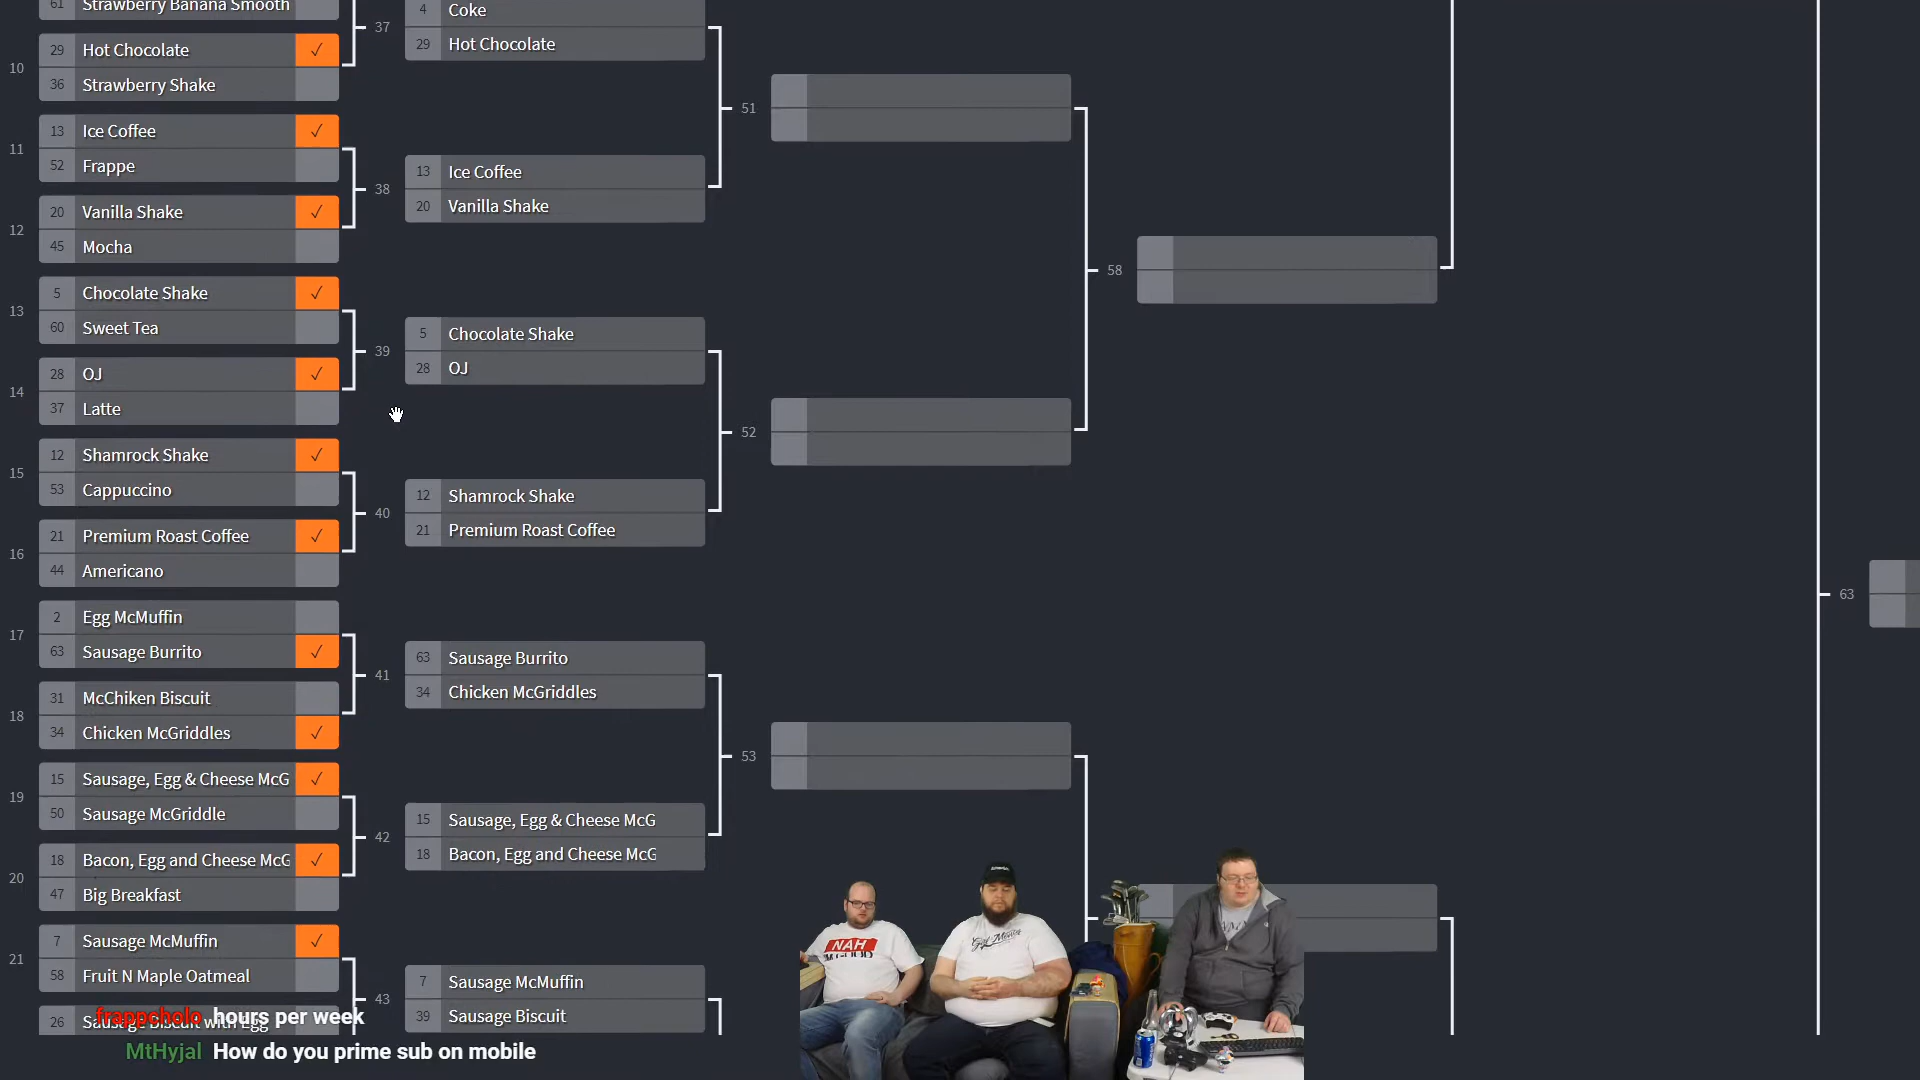 61 Strawberry Banana Smooth
29 Hot Chocolate ✓
10
36 Strawberry Shake
13 Ice Coffee ✓
11
52 Frappe
20 Vanilla Shake ✓
12
45 Mocha
5 Chocolate Shake ✓
13
60 Sweet Tea
28 OJ ✓
14
37 Latte
12 Shamrock Shake ✓
15
53 Cappuccino
21 Premium Roast Coffee ✓
16
44 Americano
2 Egg McMuffin
17
63 Sausage Burrito ✓
31 McChiken Biscuit
18
34 Chicken McGriddles ✓
15 Sausage, Egg & Cheese McG ✓
19
50 Sausage McGriddle
18 Bacon, Egg and Cheese McG ✓
20
47 Big Breakfast
7 Sausage McMuffin ✓
21
58 Fruit N Maple Oatmeal
26 Sausage Biscuit with Egg
37
4 Coke
29 Hot Chocolate
38
13 Ice Coffee
20 Vanilla Shake
39
5 Chocolate Shake
28 OJ
40
12 Shamrock Shake
21 Premium Roast Coffee
41
63 Sausage Burrito
34 Chicken McGriddles
42
15 Sausage, Egg & Cheese McG
18 Bacon, Egg and Cheese McG
43
7 Sausage McMuffin
39 Sausage Biscuit
51
52
53
58
63
frappcholo hours per week
MtHyjal How do you prime sub on mobile
NAH
I'M GOOD